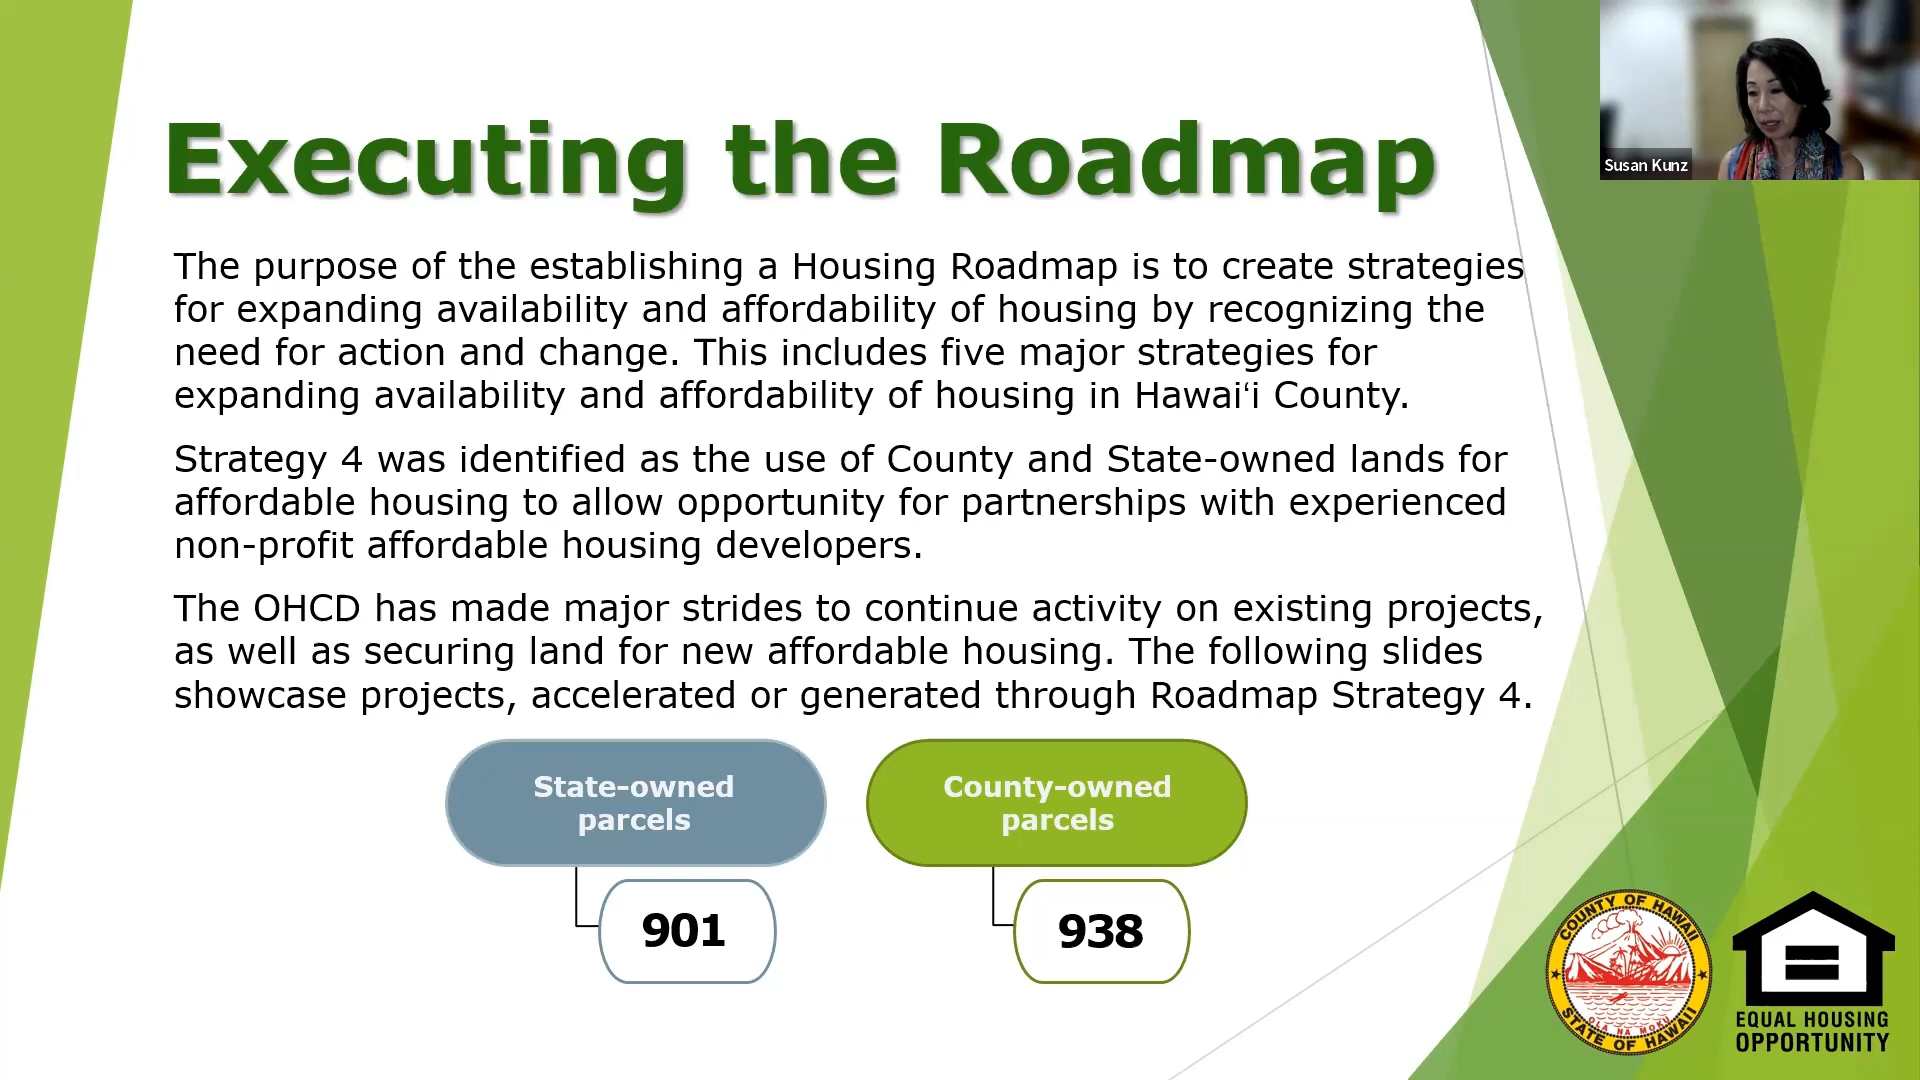 Executing the Roadmap
Susan Kunz
The purpose of the establishing a Housing Roadmap is to create strategies
for expanding availability and affordability of housing by recognizing the
need for action and change. This includes five major strategies for
expanding availability and affordability of housing in Hawaiʻi County.
Strategy 4 was identified as the use of County and State-owned lands for
affordable housing to allow opportunity for partnerships with experienced
non-profit affordable housing developers.
The OHCD has made major strides to continue activity on existing projects,
as well as securing land for new affordable housing. The following slides
showcase projects, accelerated or generated through Roadmap Strategy 4.
State-owned
parcels
County-owned
parcels
901
938
COUNTY OF HAWAII
OLA NA MOKU
STATE OF HAWAII
EQUAL HOUSING
OPPORTUNITY